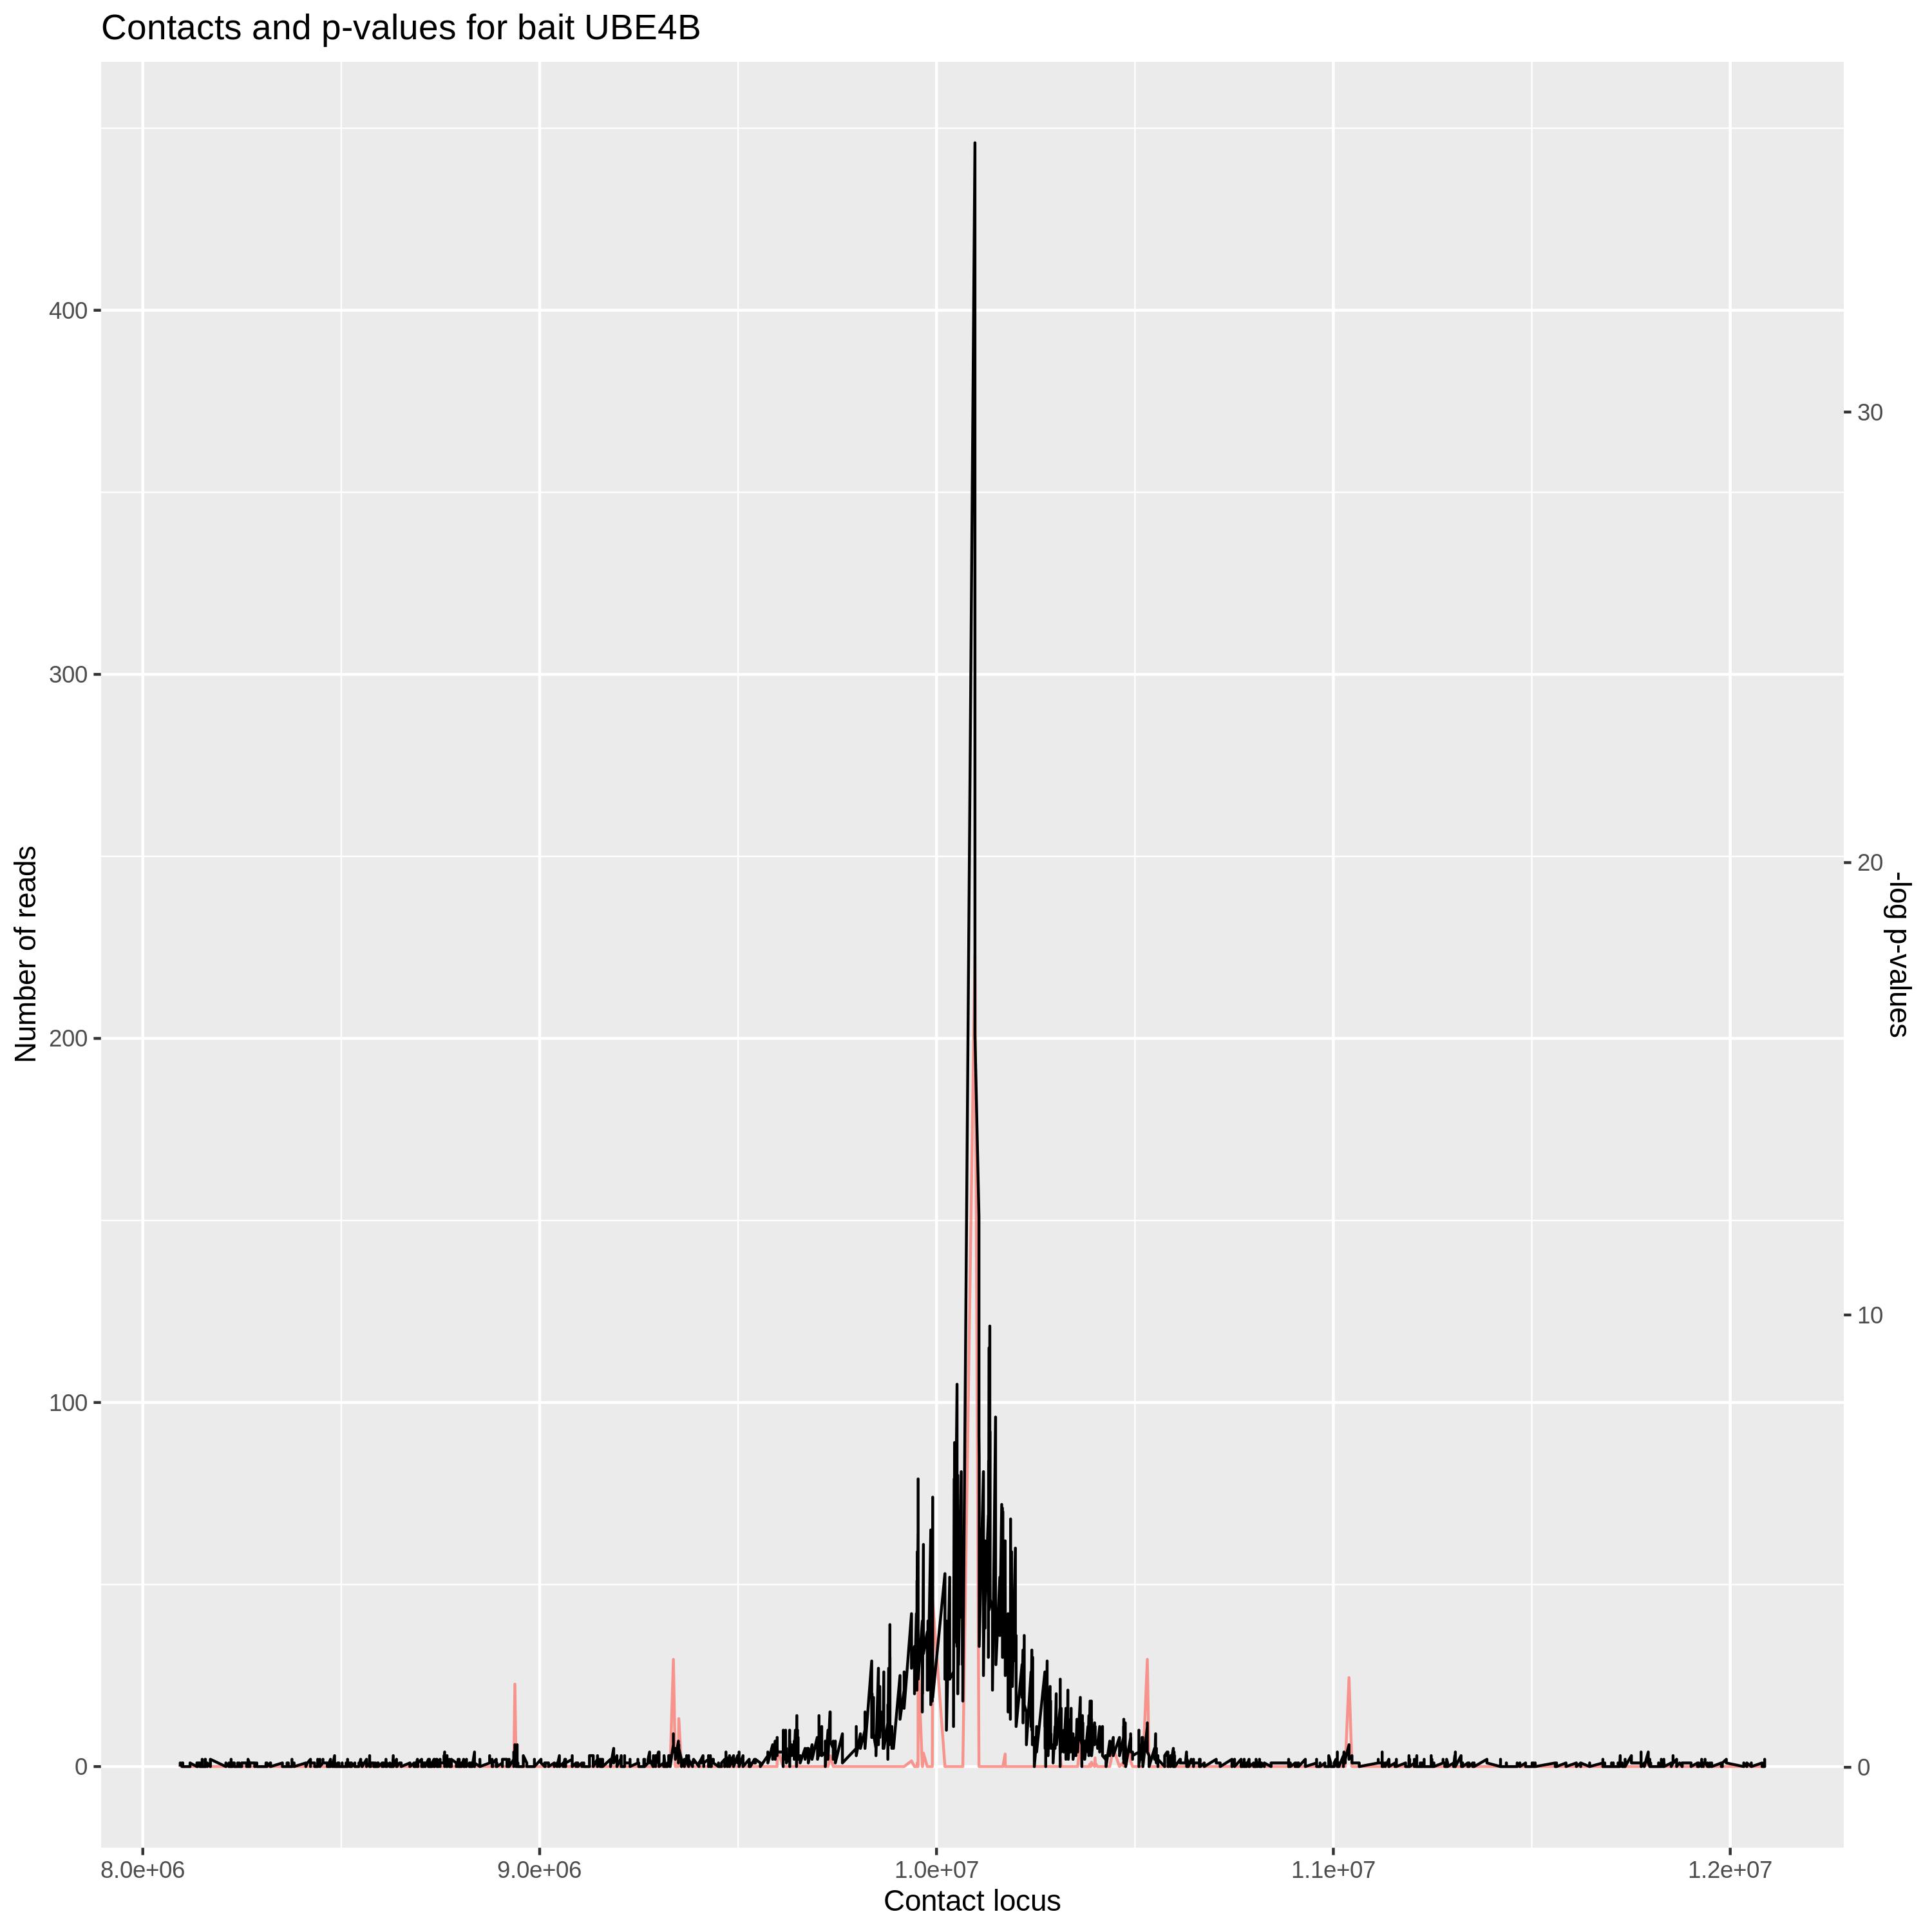 Contacts and p-values for bait UBE4B
400
300
200
100
0
Number of reads
30
20
10
0
-log p-values
8.0e+06 9.0e+06 1.0e+07 1.1e+07 1.2e+07
Contact locus